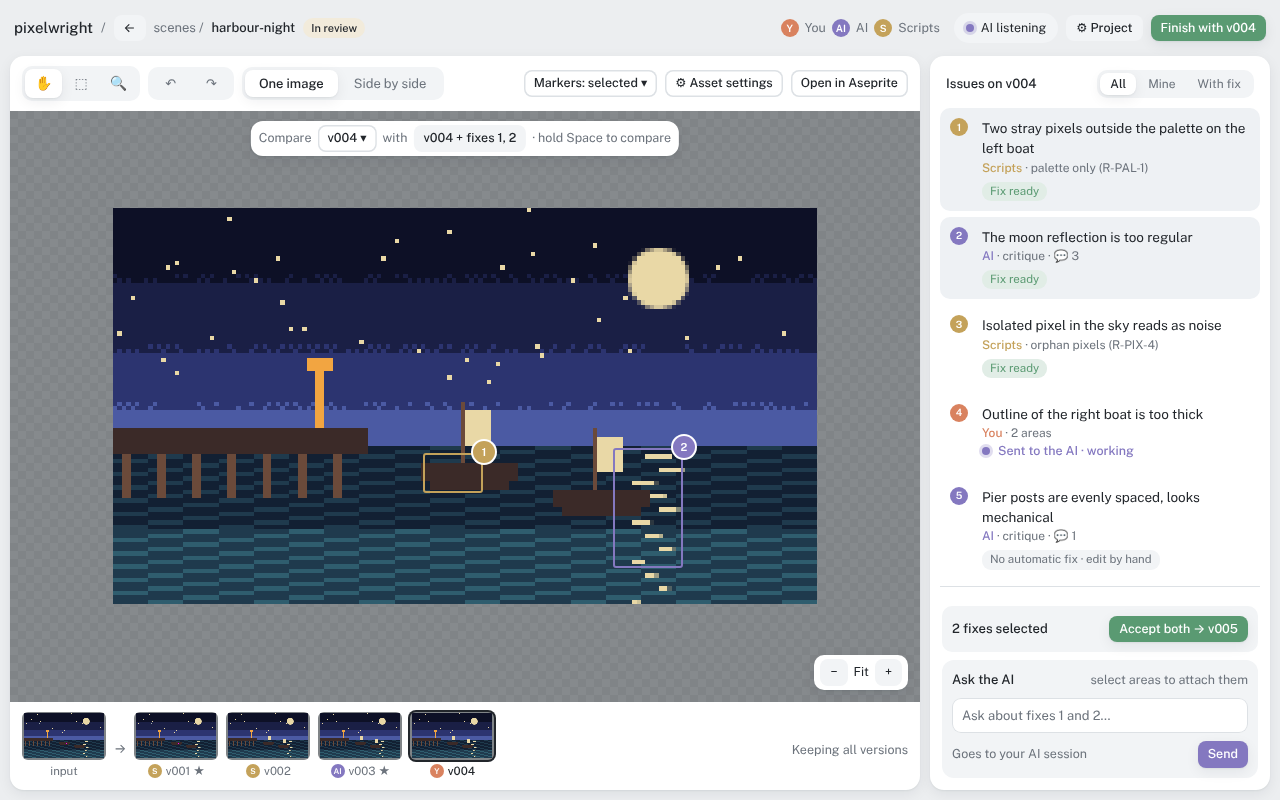 pixelwright / ← scenes / harbour-night In review
Y You AI AI S Scripts AI listening ⚙ Project Finish with v004
✋ ⬚ 🔍 ↶ ↷ One image Side by side Markers: selected ▾ ⚙ Asset settings Open in Aseprite
Compare v004 ▾ with v004 + fixes 1, 2 · hold Space to compare
1
2
− Fit +
input → S v001 ★ S v002 AI v003 ★ Y v004 Keeping all versions
Issues on v004 All Mine With fix
1 Two stray pixels outside the palette on the
left boat
Scripts · palette only (R-PAL-1)
Fix ready
2 The moon reflection is too regular
AI · critique · 💬 3
Fix ready
3 Isolated pixel in the sky reads as noise
Scripts · orphan pixels (R-PIX-4)
Fix ready
4 Outline of the right boat is too thick
You · 2 areas
Sent to the AI · working
5 Pier posts are evenly spaced, looks
mechanical
AI · critique · 💬 1
No automatic fix · edit by hand
2 fixes selected Accept both → v005
Ask the AI select areas to attach them
Ask about fixes 1 and 2…
Goes to your AI session Send